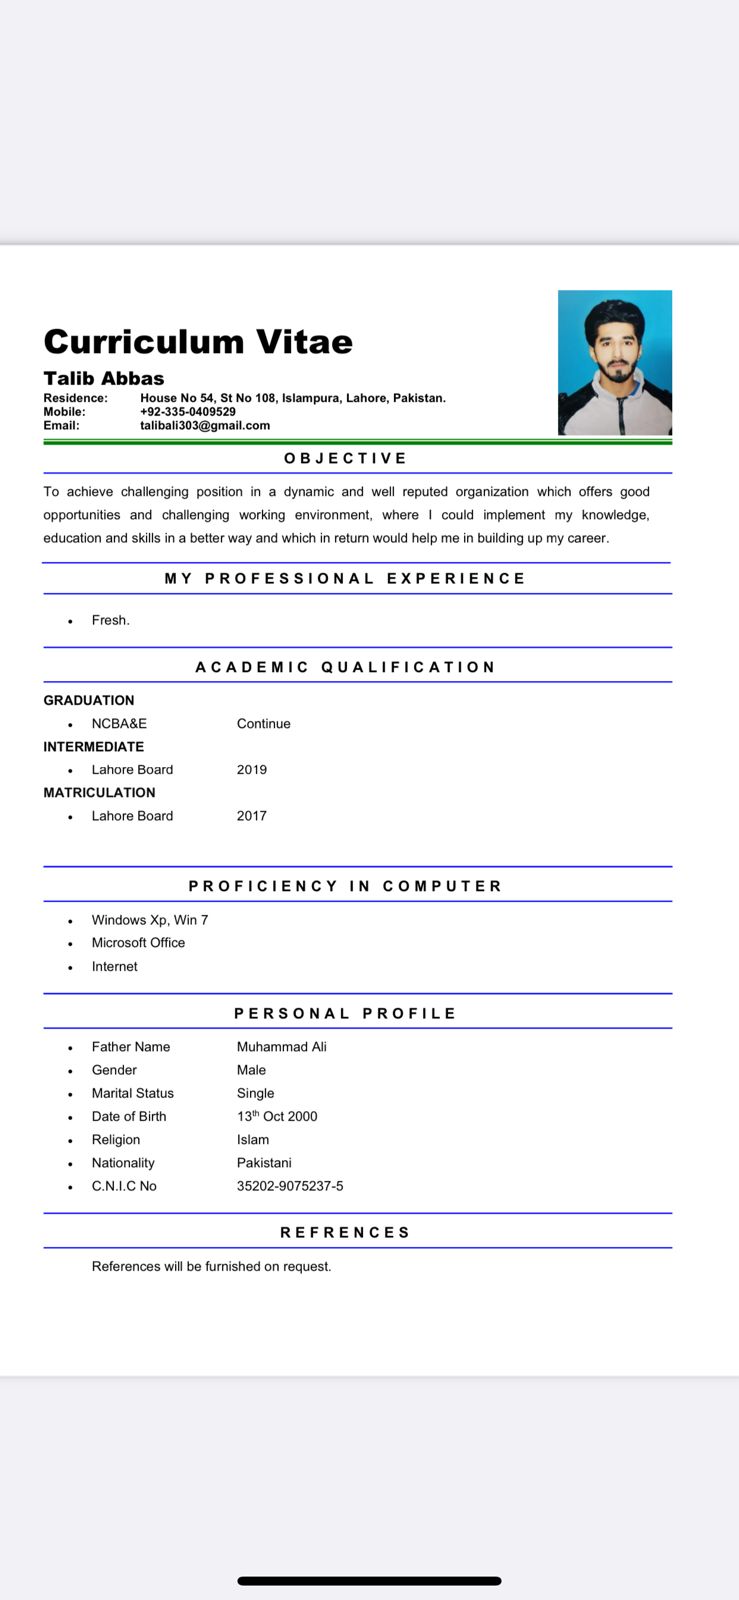 Curriculum Vitae
Talib Abbas
Residence: House No 54, St No 108, Islampura, Lahore, Pakistan.
Mobile: +92-335-0409529
Email: talibali303@gmail.com
OBJECTIVE
To achieve challenging position in a dynamic and well reputed organization which offers good
opportunities and challenging working environment, where I could implement my knowledge,
education and skills in a better way and which in return would help me in building up my career.
MY PROFESSIONAL EXPERIENCE
• Fresh.
ACADEMIC QUALIFICATION
GRADUATION
• NCBA&E Continue
INTERMEDIATE
• Lahore Board 2019
MATRICULATION
• Lahore Board 2017
PROFICIENCY IN COMPUTER
• Windows Xp, Win 7
• Microsoft Office
• Internet
PERSONAL PROFILE
• Father Name Muhammad Ali
• Gender Male
• Marital Status Single
• Date of Birth 13th Oct 2000
• Religion Islam
• Nationality Pakistani
• C.N.I.C No 35202-9075237-5
REFRENCES
References will be furnished on request.